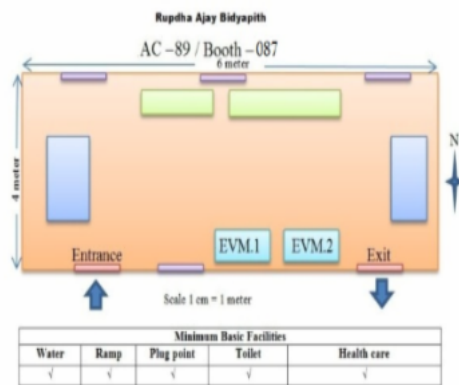 Rupdha Ajay Bidyapith
AC –89 / Booth –087
6 meter
4 meter
N
EVM.1
EVM.2
Entrance
Exit
Scale 1 cm = 1 meter
Minimum Basic Facilities
Water Ramp Plug point Toilet Health care
√ √ √ √ √